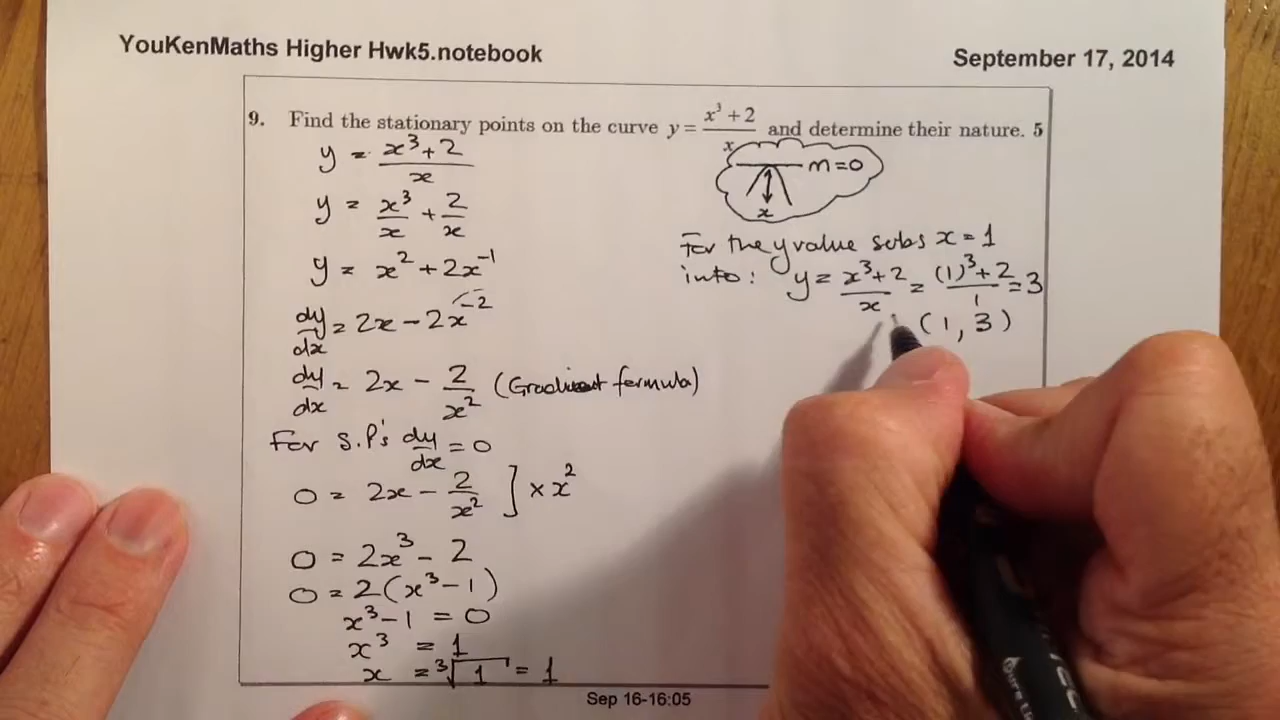 YouKenMaths Higher Hwk5.notebook
September 17, 2014
9. Find the stationary points on the curve y = (x³ + 2)/x and determine their nature. 5
y = (x³+2)/x
y = x³/x + 2/x
y = x² + 2x⁻¹
dy/dx = 2x − 2x⁻²
dy/dx = 2x − 2/x² (Gradient formula)
For S.P's dy/dx = 0
0 = 2x − 2/x² ] × x²
0 = 2x³ − 2
0 = 2(x³ − 1)
x³ − 1 = 0
x³ = 1
x = ³√1 = 1
m = 0
x
For the y value subs x = 1
into: y = (x³+2)/x = ((1)³+2)/1 = 3
(1, 3)
Sep 16-16:05